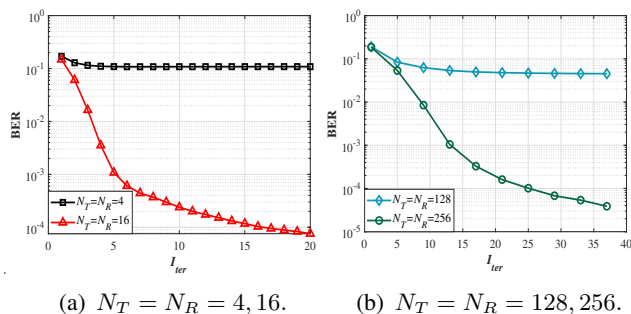 10^0
10^-1
10^-2
10^-3
10^-4
BER
N_T=N_R=4
N_T=N_R=16
0 5 10 15 20
I_ter
(a) N_T = N_R = 4, 16.
10^0
10^-1
10^-2
10^-3
10^-4
10^-5
BER
N_T=N_R=128
N_T=N_R=256
0 5 10 15 20 25 30 35 40
I_ter
(b) N_T = N_R = 128, 256.